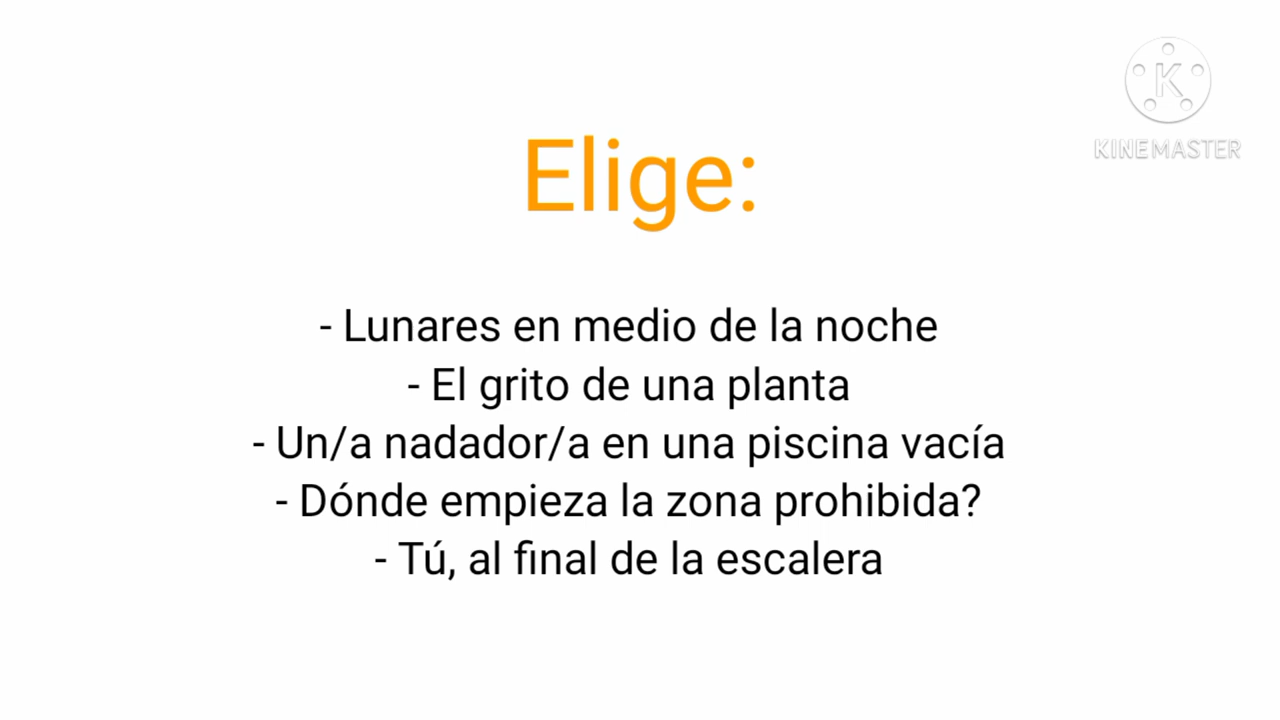 KINEMASTER
Elige:
- Lunares en medio de la noche
- El grito de una planta
- Un/a nadador/a en una piscina vacía
- Dónde empieza la zona prohibida?
- Tú, al final de la escalera